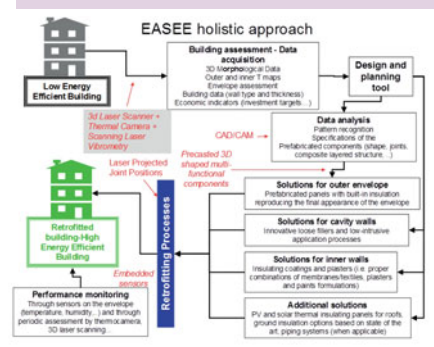 EASEE holistic approach
Low Energy
Efficient Building
Building assessment - Data
acquisition
3D Morphological Data
Outer and inner T maps
Envelope assessment
Building data (wall type and thickness)
Economic indicators (investment targets…)
Design and
planning
tool
3d Laser Scanner +
Thermal Camera +
Scanning Laser
Vibrometry
CAD/CAM
Data analysis
Pattern recognition
Specifications of the
Prefabricated components (shape, joints,
composite layered structure,…)
Laser Projected
Joint Positions
Precasted 3D
shaped multi-
functional
components
Solutions for outer envelope
Prefabricated panels with built-in insulation
reproducing the final appearance of the envelope
Solutions for cavity walls
Innovative loose fillers and low-intrusive
application processes
Retrofitting Processes
Retrofitted
building-High
Energy Efficient
Building
Embedded
sensors
Solutions for inner walls
Insulating coatings and plasters (i.e. proper
combinations of membranes/textiles, plasters
and paints formulations)
Performance monitoring
Through sensors on the envelope
(temperature, humidity…) and through
periodic assessment by thermocamera,
3D laser scanning…
Additional solutions
PV and solar thermal insulating panels for roofs,
ground insulation options based on state of the
art, piping systems (when applicable)